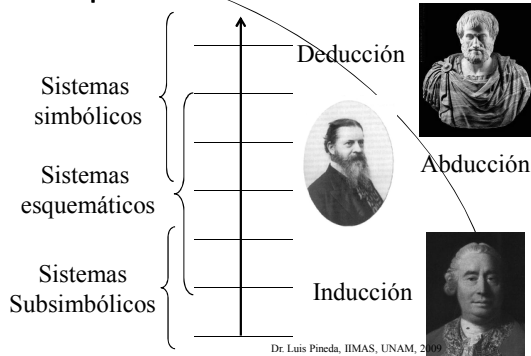 Deducción
Sistemas
simbólicos
Abducción
Sistemas
esquemáticos
Sistemas
Subsimbólicos
Inducción
Dr. Luis Pineda, IIMAS, UNAM, 2009